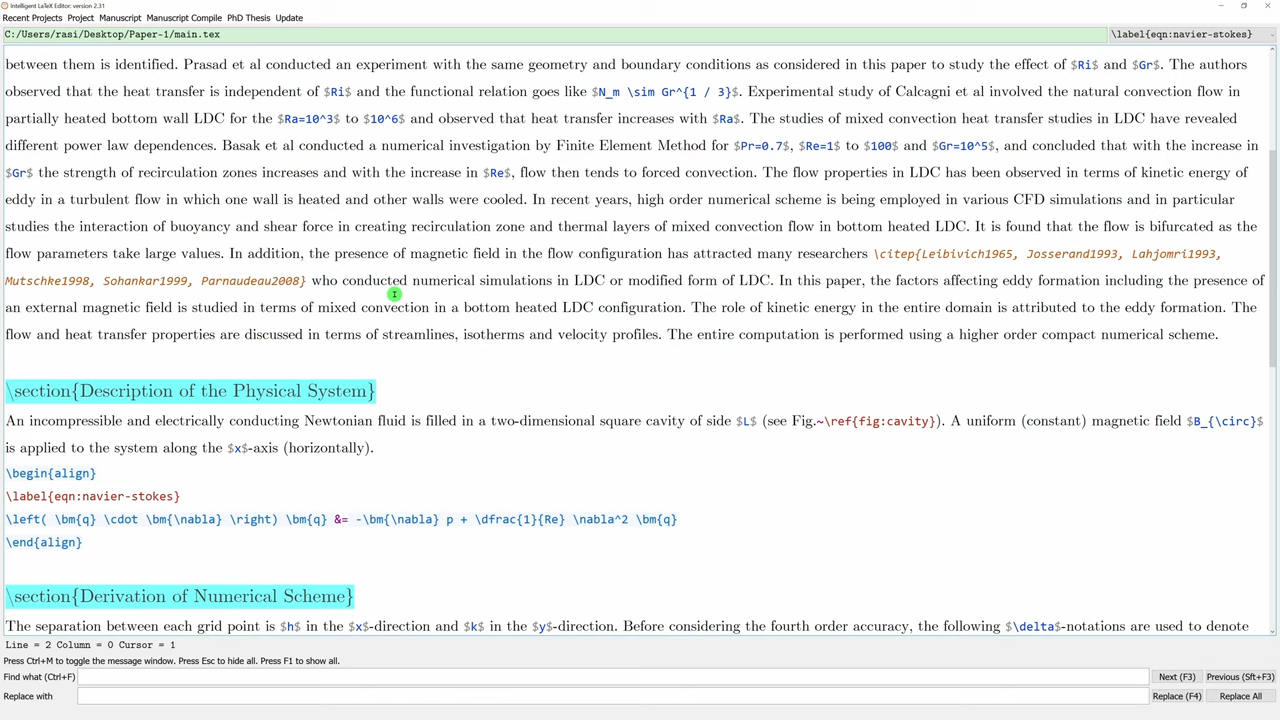 Intelligent LaTeX Editor: version 2.31
Recent Projects Project Manuscript Manuscript Compile PhD Thesis Update
C:/Users/rasi/Desktop/Paper-1/main.tex
\label{eqn:navier-stokes}
between them is identified. Prasad et al conducted an experiment with the same geometry and boundary conditions as considered in this paper to study the effect of $Ri$ and $Gr$. The authors
observed that the heat transfer is independent of $Ri$ and the functional relation goes like $N_m \sim Gr^{1 / 3}$. Experimental study of Calcagni et al involved the natural convection flow in
partially heated bottom wall LDC for the $Ra=10^3$ to $10^6$ and observed that heat transfer increases with $Ra$. The studies of mixed convection heat transfer studies in LDC have revealed
different power law dependences. Basak et al conducted a numerical investigation by Finite Element Method for $Pr=0.7$, $Re=1$ to $100$ and $Gr=10^5$, and concluded that with the increase in
$Gr$ the strength of recirculation zones increases and with the increase in $Re$, flow then tends to forced convection. The flow properties in LDC has been observed in terms of kinetic energy of
eddy in a turbulent flow in which one wall is heated and other walls were cooled. In recent years, high order numerical scheme is being employed in various CFD simulations and in particular
studies the interaction of buoyancy and shear force in creating recirculation zone and thermal layers of mixed convection flow in bottom heated LDC. It is found that the flow is bifurcated as the
flow parameters take large values. In addition, the presence of magnetic field in the flow configuration has attracted many researchers \citep{Leibivich1965, Josserand1993, Lahjomri1993,
Mutschke1998, Sohankar1999, Parnaudeau2008} who conducted numerical simulations in LDC or modified form of LDC. In this paper, the factors affecting eddy formation including the presence of
an external magnetic field is studied in terms of mixed convection in a bottom heated LDC configuration. The role of kinetic energy in the entire domain is attributed to the eddy formation. The
flow and heat transfer properties are discussed in terms of streamlines, isotherms and velocity profiles. The entire computation is performed using a higher order compact numerical scheme.
\section{Description of the Physical System}
An incompressible and electrically conducting Newtonian fluid is filled in a two-dimensional square cavity of side $L$ (see Fig.~\ref{fig:cavity}). A uniform (constant) magnetic field $B_{\circ}$
is applied to the system along the $x$-axis (horizontally).
\begin{align}
\label{eqn:navier-stokes}
\left( \bm{q} \cdot \bm{\nabla} \right) \bm{q} &= -\bm{\nabla} p + \dfrac{1}{Re} \nabla^2 \bm{q}
\end{align}
\section{Derivation of Numerical Scheme}
The separation between each grid point is $h$ in the $x$-direction and $k$ in the $y$-direction. Before considering the fourth order accuracy, the following $\delta$-notations are used to denote
Line = 2 Column = 0 Cursor = 1
Press Ctrl+M to toggle the message window. Press Esc to hide all. Press F1 to show all.
Find what (Ctrl+F) Next (F3) Previous (Sft+F3)
Replace with Replace (F4) Replace All